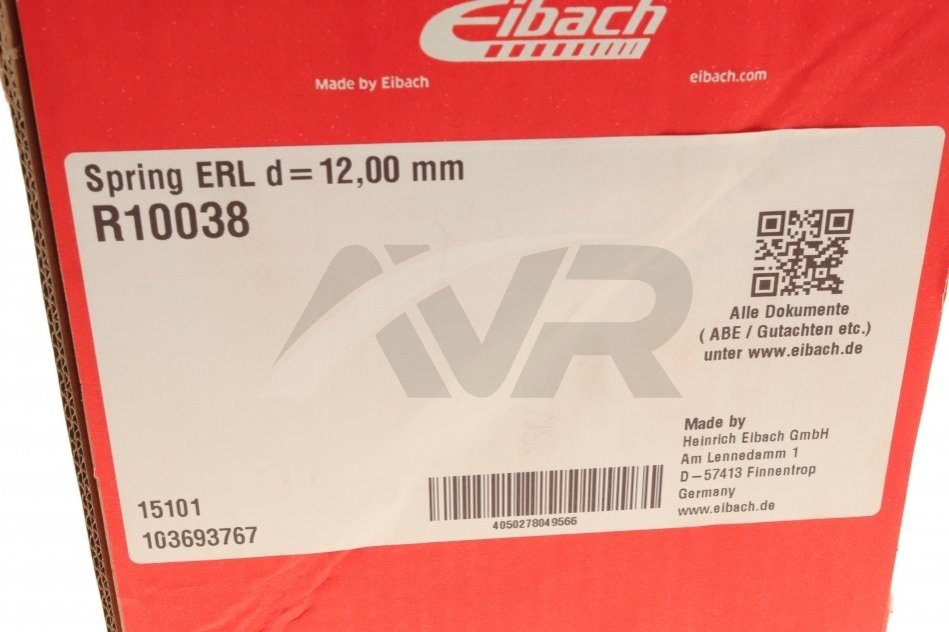 Eibach
Made by Eibach
eibach.com
Spring ERL d=12,00 mm
R10038
AVR
Alle Dokumente
( ABE / Gutachten etc.)
unter www.eibach.de
Made by
Heinrich Eibach GmbH
Am Lennedamm 1
D-57413 Finnentrop
Germany
www.eibach.de
15101
103693767
4050278049566